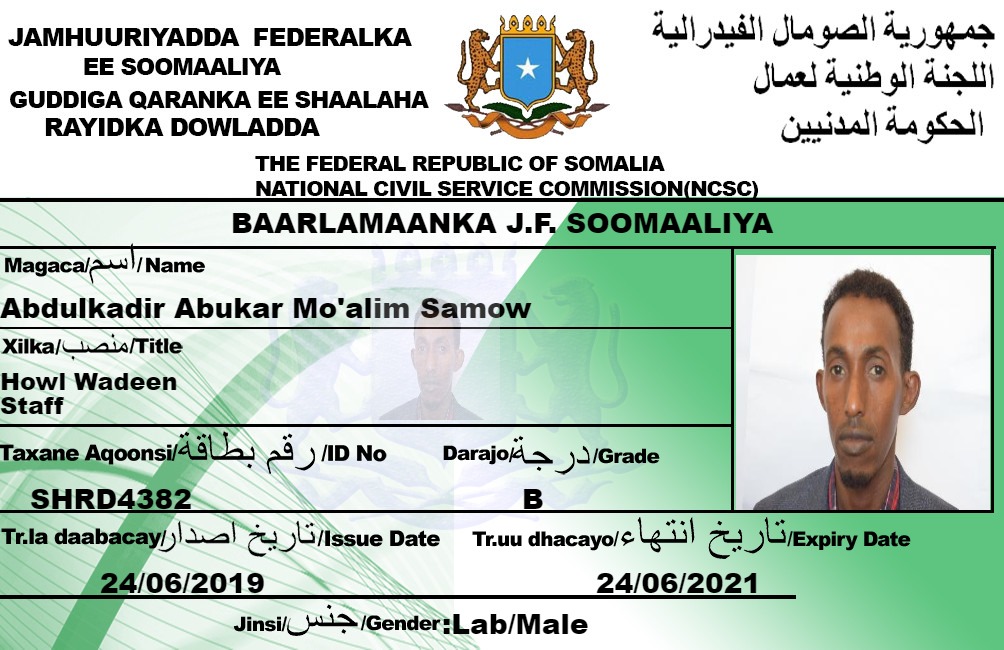 JAMHUURIYADDA FEDERALKA
EE SOOMAALIYA
GUDDIGA QARANKA EE SHAALAHA
RAYIDKA DOWLADDA
جمهورية الصومال الفيدرالية
اللجنة الوطنية لعمال
الحكومة المدنيين
THE FEDERAL REPUBLIC OF SOMALIA
NATIONAL CIVIL SERVICE COMMISSION(NCSC)
BAARLAMAANKA J.F. SOOMAALIYA
Magaca/اسم/Name
Abdulkadir Abukar Mo'alim Samow
Xilka/منصب/Title
Howl Wadeen
Staff
Taxane Aqoonsi/رقم بطاقة/ID No
Darajo/درجة/Grade
SHRD4382
B
Tr.la daabacay/تاريخ اصدار/Issue Date
Tr.uu dhacayo/تاريخ انتهاء/Expiry Date
24/06/2019
24/06/2021
Jinsi/جنس/Gender:Lab/Male